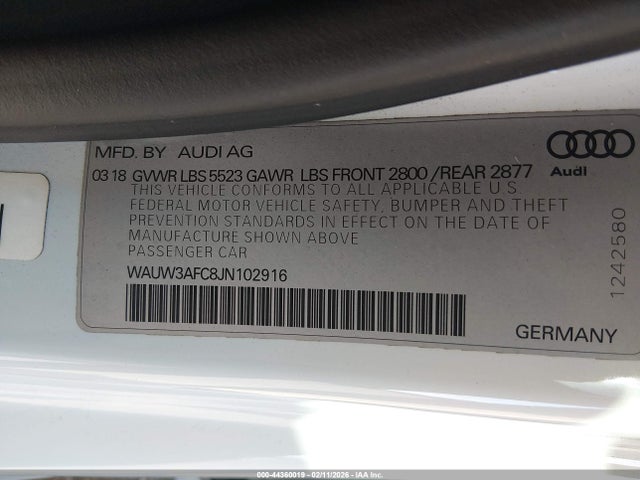 MFD. BY AUDI AG
03 18 GVWR LBS 5523 GAWR LBS FRONT 2800 /REAR 2877
THIS VEHICLE CONFORMS TO ALL APPLICABLE U S
FEDERAL MOTOR VEHICLE SAFETY, BUMPER AND THEFT
PREVENTION STANDARDS IN EFFECT ON THE DATE OF
MANUFACTURE SHOWN ABOVE
PASSENGER CAR
WAUW3AFC8JN102916
Audi
1242580
GERMANY
000-44360019 - 02/11/2026 - IAAI, Inc.